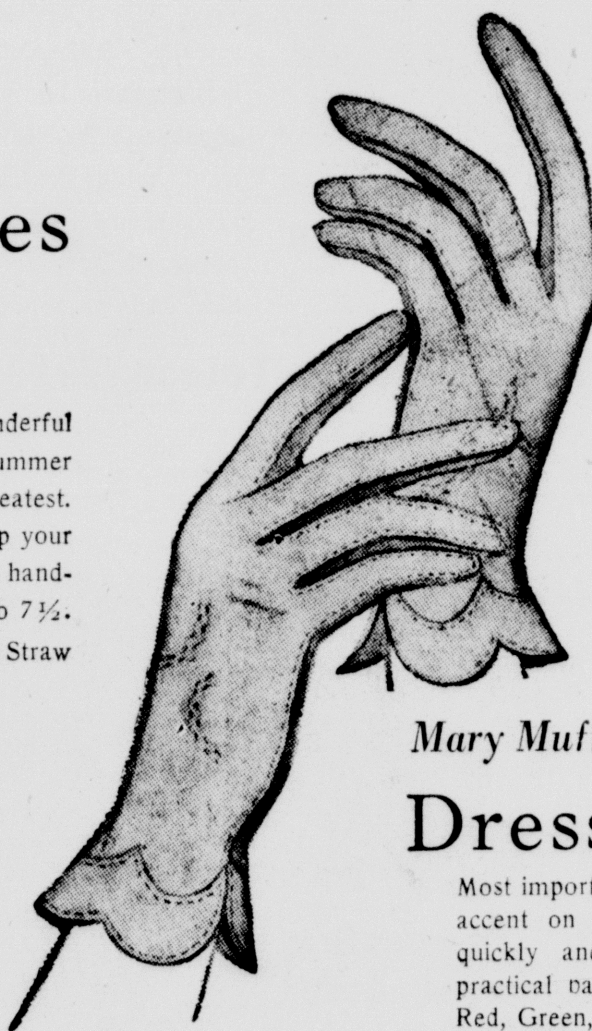 es
nderful
ummer
eatest.
p your
hand-
o 7½.
Straw
Mary Muf
Dress
Most import
accent on
quickly and
practical pa
Red, Green,